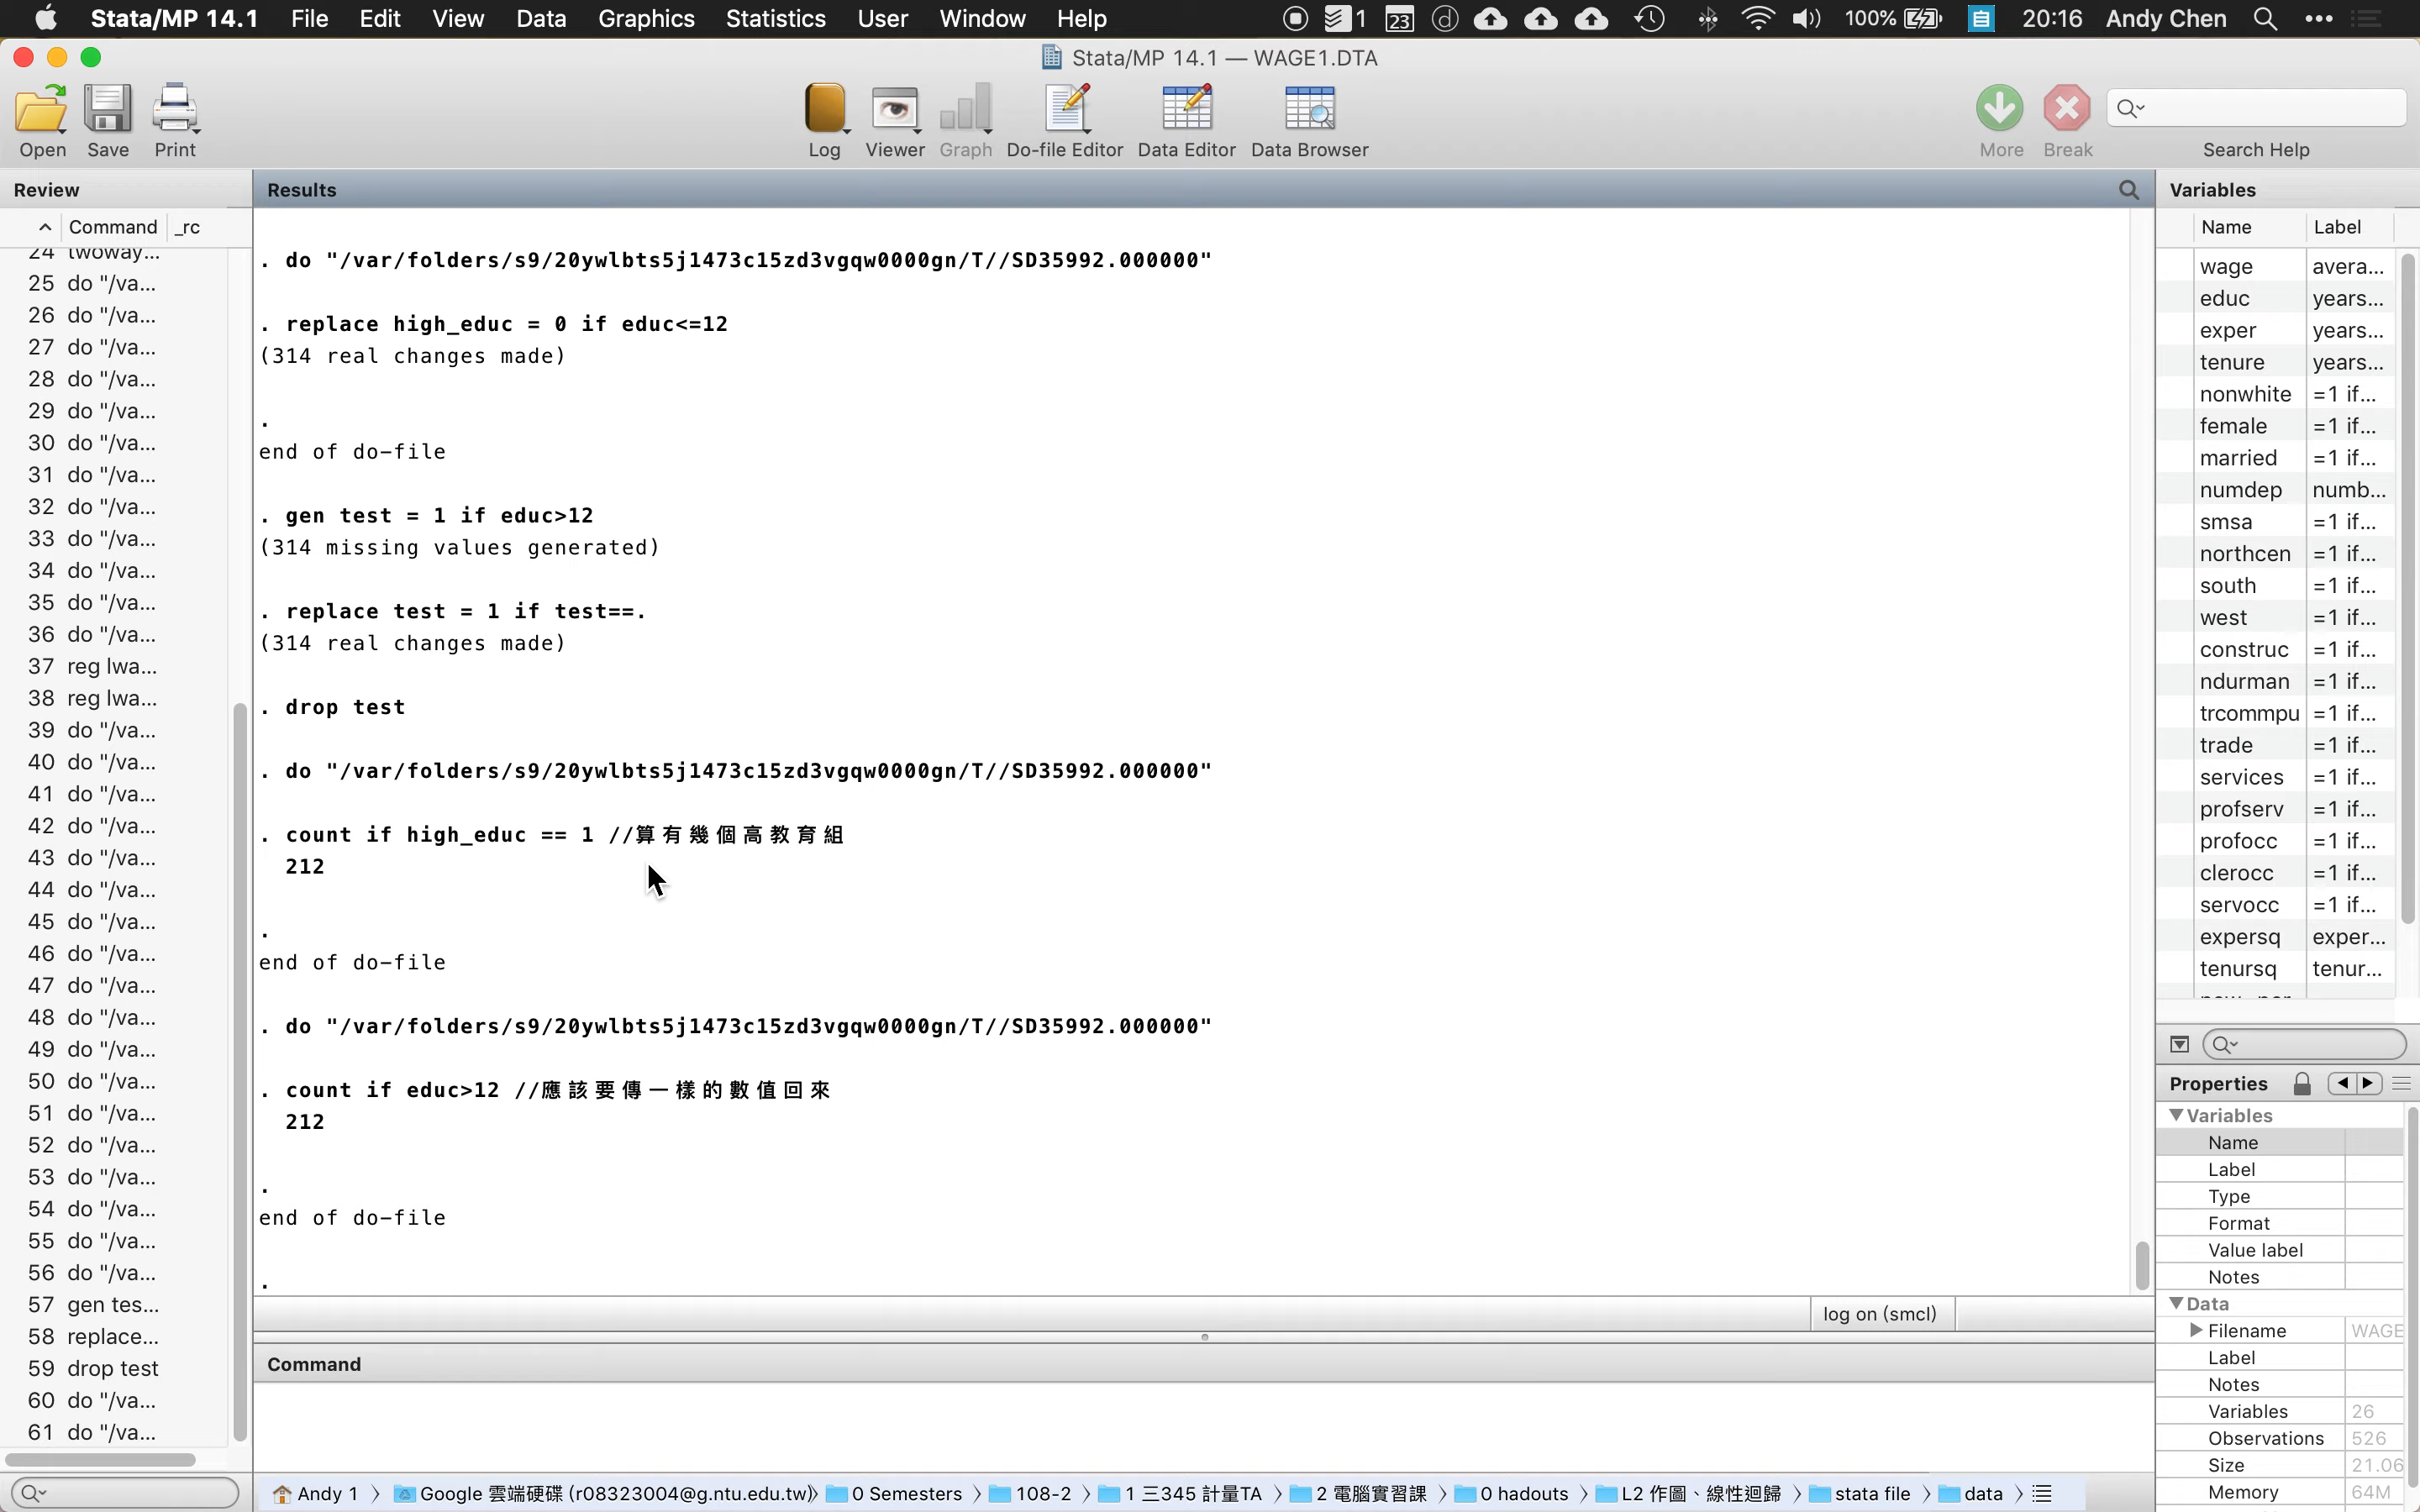 Stata/MP 14.1 File Edit View Data Graphics Statistics User Window Help 1 23 100% 20:16 Andy Chen
Stata/MP 14.1 — WAGE1.DTA
Open Save Print Log Viewer Graph Do-file Editor Data Editor Data Browser More Break Search Help
Review
Command _rc
24 twoway...
25 do "/va...
26 do "/va...
27 do "/va...
28 do "/va...
29 do "/va...
30 do "/va...
31 do "/va...
32 do "/va...
33 do "/va...
34 do "/va...
35 do "/va...
36 do "/va...
37 reg lwa...
38 reg lwa...
39 do "/va...
40 do "/va...
41 do "/va...
42 do "/va...
43 do "/va...
44 do "/va...
45 do "/va...
46 do "/va...
47 do "/va...
48 do "/va...
49 do "/va...
50 do "/va...
51 do "/va...
52 do "/va...
53 do "/va...
54 do "/va...
55 do "/va...
56 do "/va...
57 gen tes...
58 replace...
59 drop test
60 do "/va...
61 do "/va...
Results
. do "/var/folders/s9/20ywlbts5j1473c15zd3vgqw0000gn/T//SD35992.000000"
. replace high_educ = 0 if educ<=12
(314 real changes made)
.
end of do-file
. gen test = 1 if educ>12
(314 missing values generated)
. replace test = 1 if test==.
(314 real changes made)
. drop test
. do "/var/folders/s9/20ywlbts5j1473c15zd3vgqw0000gn/T//SD35992.000000"
. count if high_educ == 1 //算有幾個高教育組
212
.
end of do-file
. do "/var/folders/s9/20ywlbts5j1473c15zd3vgqw0000gn/T//SD35992.000000"
. count if educ>12 //應該要傳一樣的數值回來
212
.
end of do-file
.
log on (smcl)
Command
Andy 1 〉 Google 雲端硬碟 (r08323004@g.ntu.edu.tw) 〉 0 Semesters 〉 108-2 〉 1 三345 計量TA 〉 2 電腦實習課 〉 0 hadouts 〉 L2 作圖、線性迴歸 〉 stata file 〉 data 〉
Variables
Name Label
wage avera...
educ years...
exper years...
tenure years...
nonwhite =1 if...
female =1 if...
married =1 if...
numdep numb...
smsa =1 if...
northcen =1 if...
south =1 if...
west =1 if...
construc =1 if...
ndurman =1 if...
trcommpu =1 if...
trade =1 if...
services =1 if...
profserv =1 if...
profocc =1 if...
clerocc =1 if...
servocc =1 if...
expersq exper...
tenursq tenur...
Properties
Variables
Name
Label
Type
Format
Value label
Notes
Data
Filename WAGE
Label
Notes
Variables 26
Observations 526
Size 21.06
Memory 64M